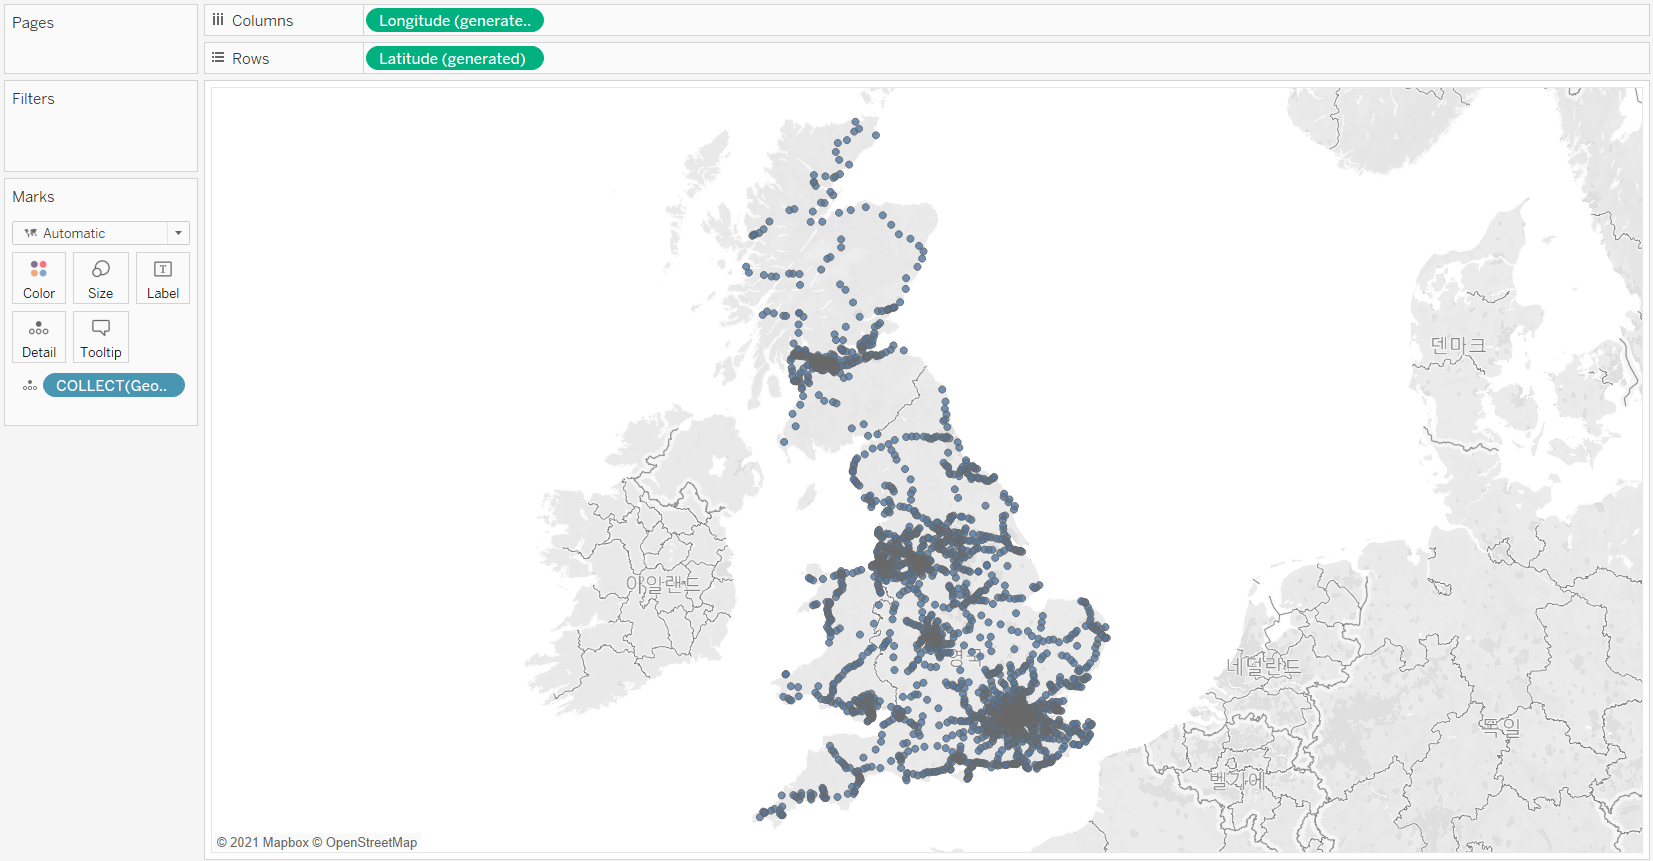 Pages
Columns
Longitude (generate..
Rows
Latitude (generated)
Filters
Marks
Automatic
Color
Size
Label
Detail
Tooltip
COLLECT(Geo..
덴마크
아일랜드
영국
네덜란드
독일
벨기에
© 2021 Mapbox © OpenStreetMap